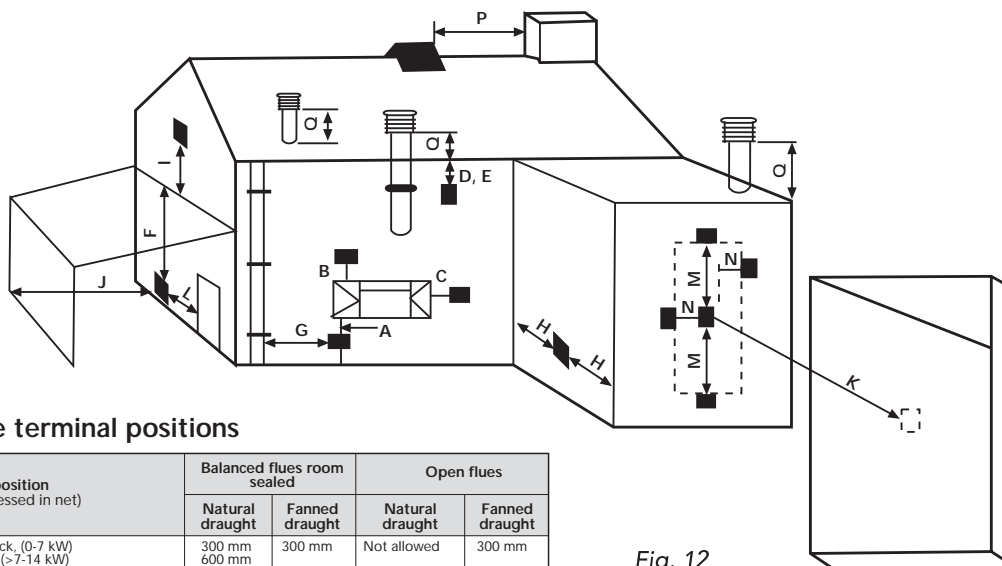 P
Q
Q
D, E
Q
I
F
B
C
N
M
J
L
N
G
A
H
H
M
K
terminal positions
position
Balanced flues room
sealed
Open flues
essed in net)
Natural
draught
Fanned
draught
Natural
draught
Fanned
draught
ck, (0-7 kW)
300 mm
300 mm
Not allowed
300 mm
(>7-14 kW)
600 mm
Fig. 12